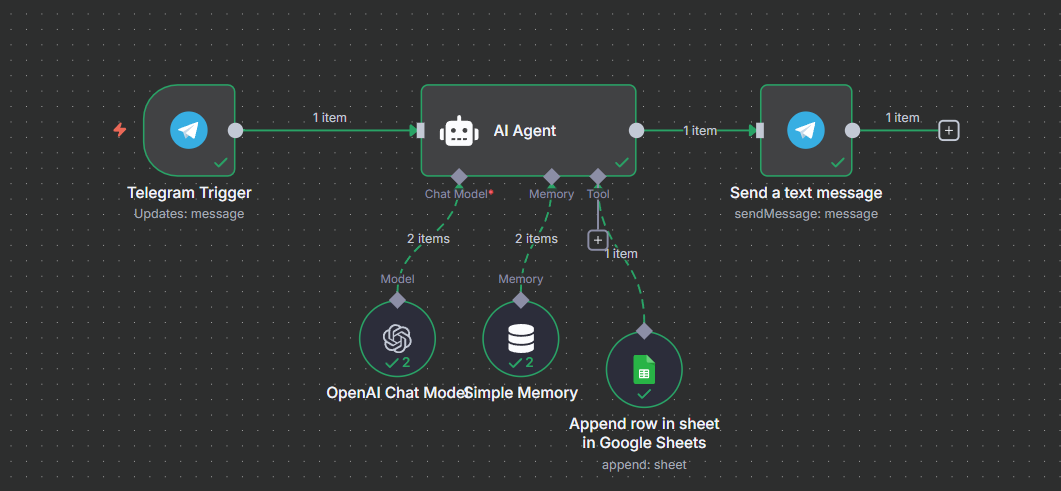 1 item
AI Agent
1 item
1 item
Telegram Trigger
Updates: message
Chat Model*
Memory
Tool
Send a text message
sendMessage: message
2 items
2 items
+
1 item
+
Model
Memory
2
2
OpenAI Chat Model
Simple Memory
Append row in sheet
in Google Sheets
append: sheet